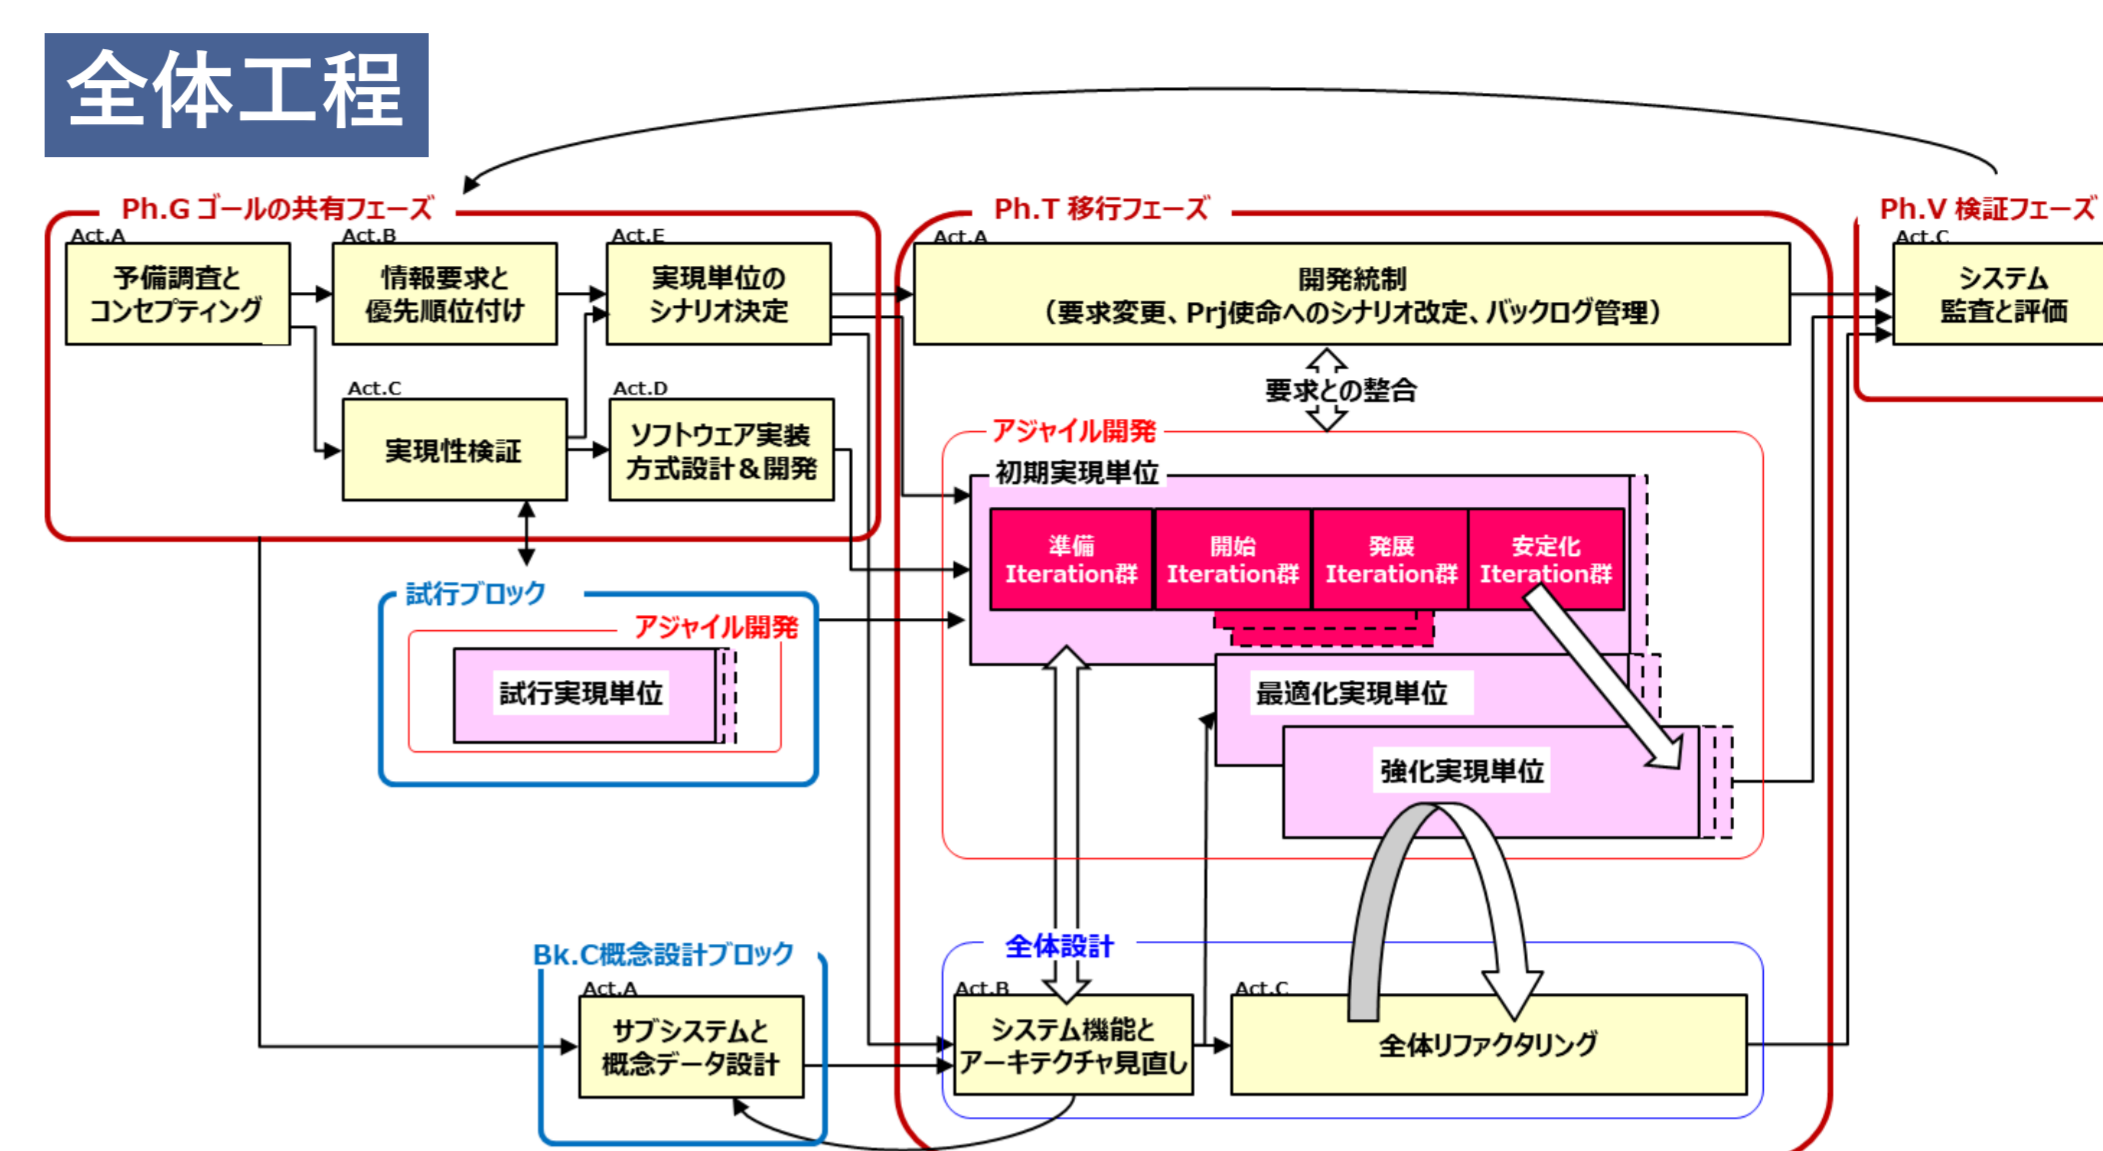 全体工程
Ph.G ゴールの共有フェーズ
Act.A
予備調査と
コンセプティング
Act.B
情報要求と
優先順位付け
Act.E
実現単位の
シナリオ決定
Act.C
実現性検証
Act.D
ソフトウェア実装
方式設計＆開発
試行ブロック
アジャイル開発
試行実現単位
Bk.C概念設計ブロック
Act.A
サブシステムと
概念データ設計
Ph.T 移行フェーズ
Act.A
開発統制
（要求変更、Prj使命へのシナリオ改定、バックログ管理）
要求との整合
アジャイル開発
初期実現単位
準備
Iteration群
開始
Iteration群
発展
Iteration群
安定化
Iteration群
最適化実現単位
強化実現単位
全体設計
Act.B
システム機能と
アーキテクチャ見直し
Act.C
全体リファクタリング
Ph.V 検証フェーズ
Act.C
システム
監査と評価